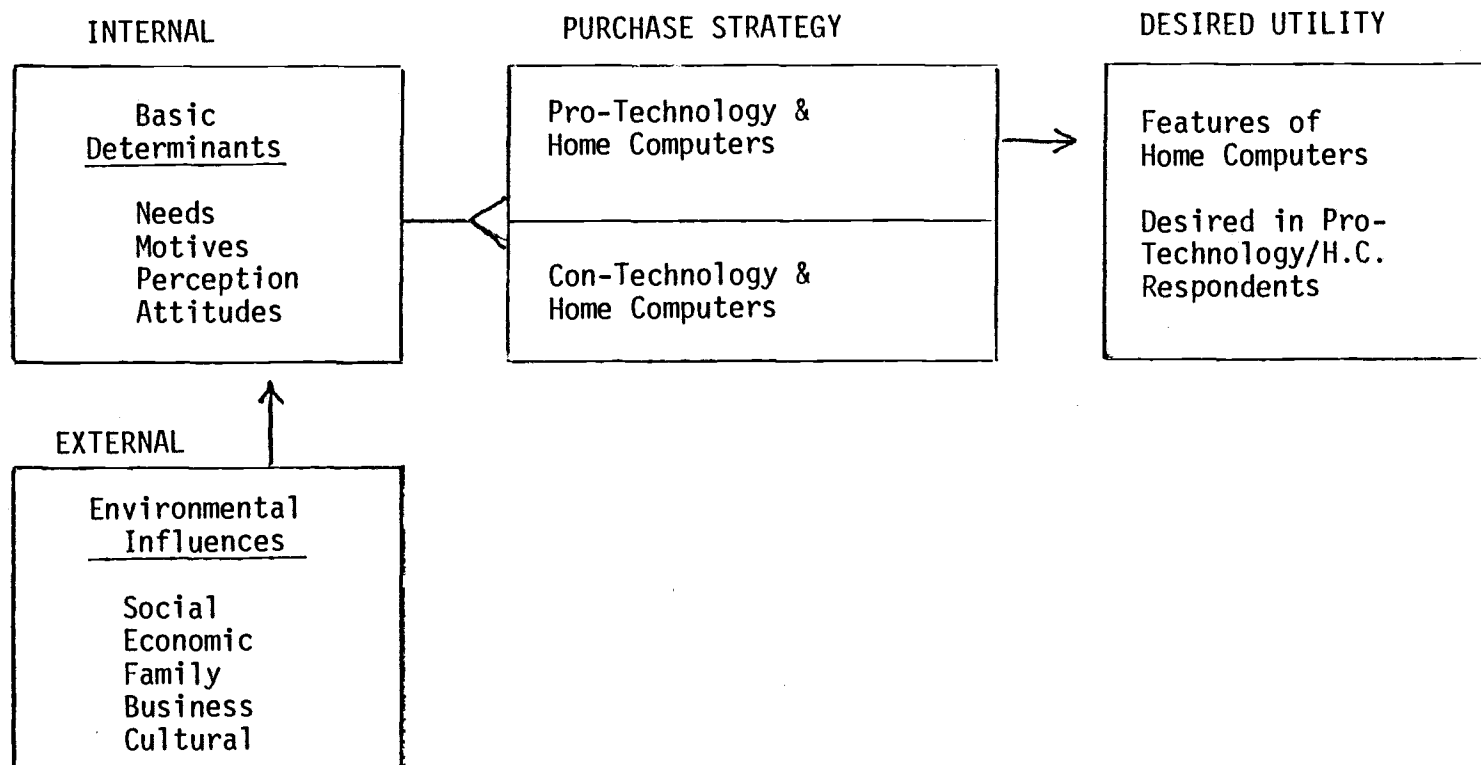 INTERNAL
Basic
Determinants
Needs
Motives
Perception
Attitudes
PURCHASE STRATEGY
Pro-Technology &
Home Computers
Con-Technology &
Home Computers
DESIRED UTILITY
Features of
Home Computers
Desired in Pro-
Technology/H.C.
Respondents
EXTERNAL
Environmental
Influences
Social
Economic
Family
Business
Cultural